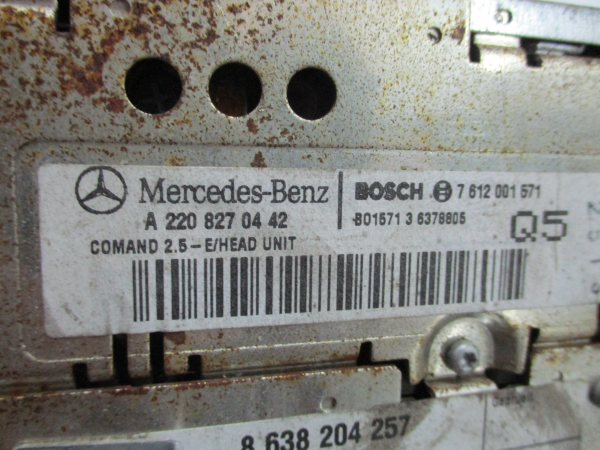 Mercedes-Benz
A 220 827 04 42
COMAND 2.5 - E/HEAD UNIT
BOSCH 7 612 001 571
B01571 3 6378805
Q5
8 638 204 257